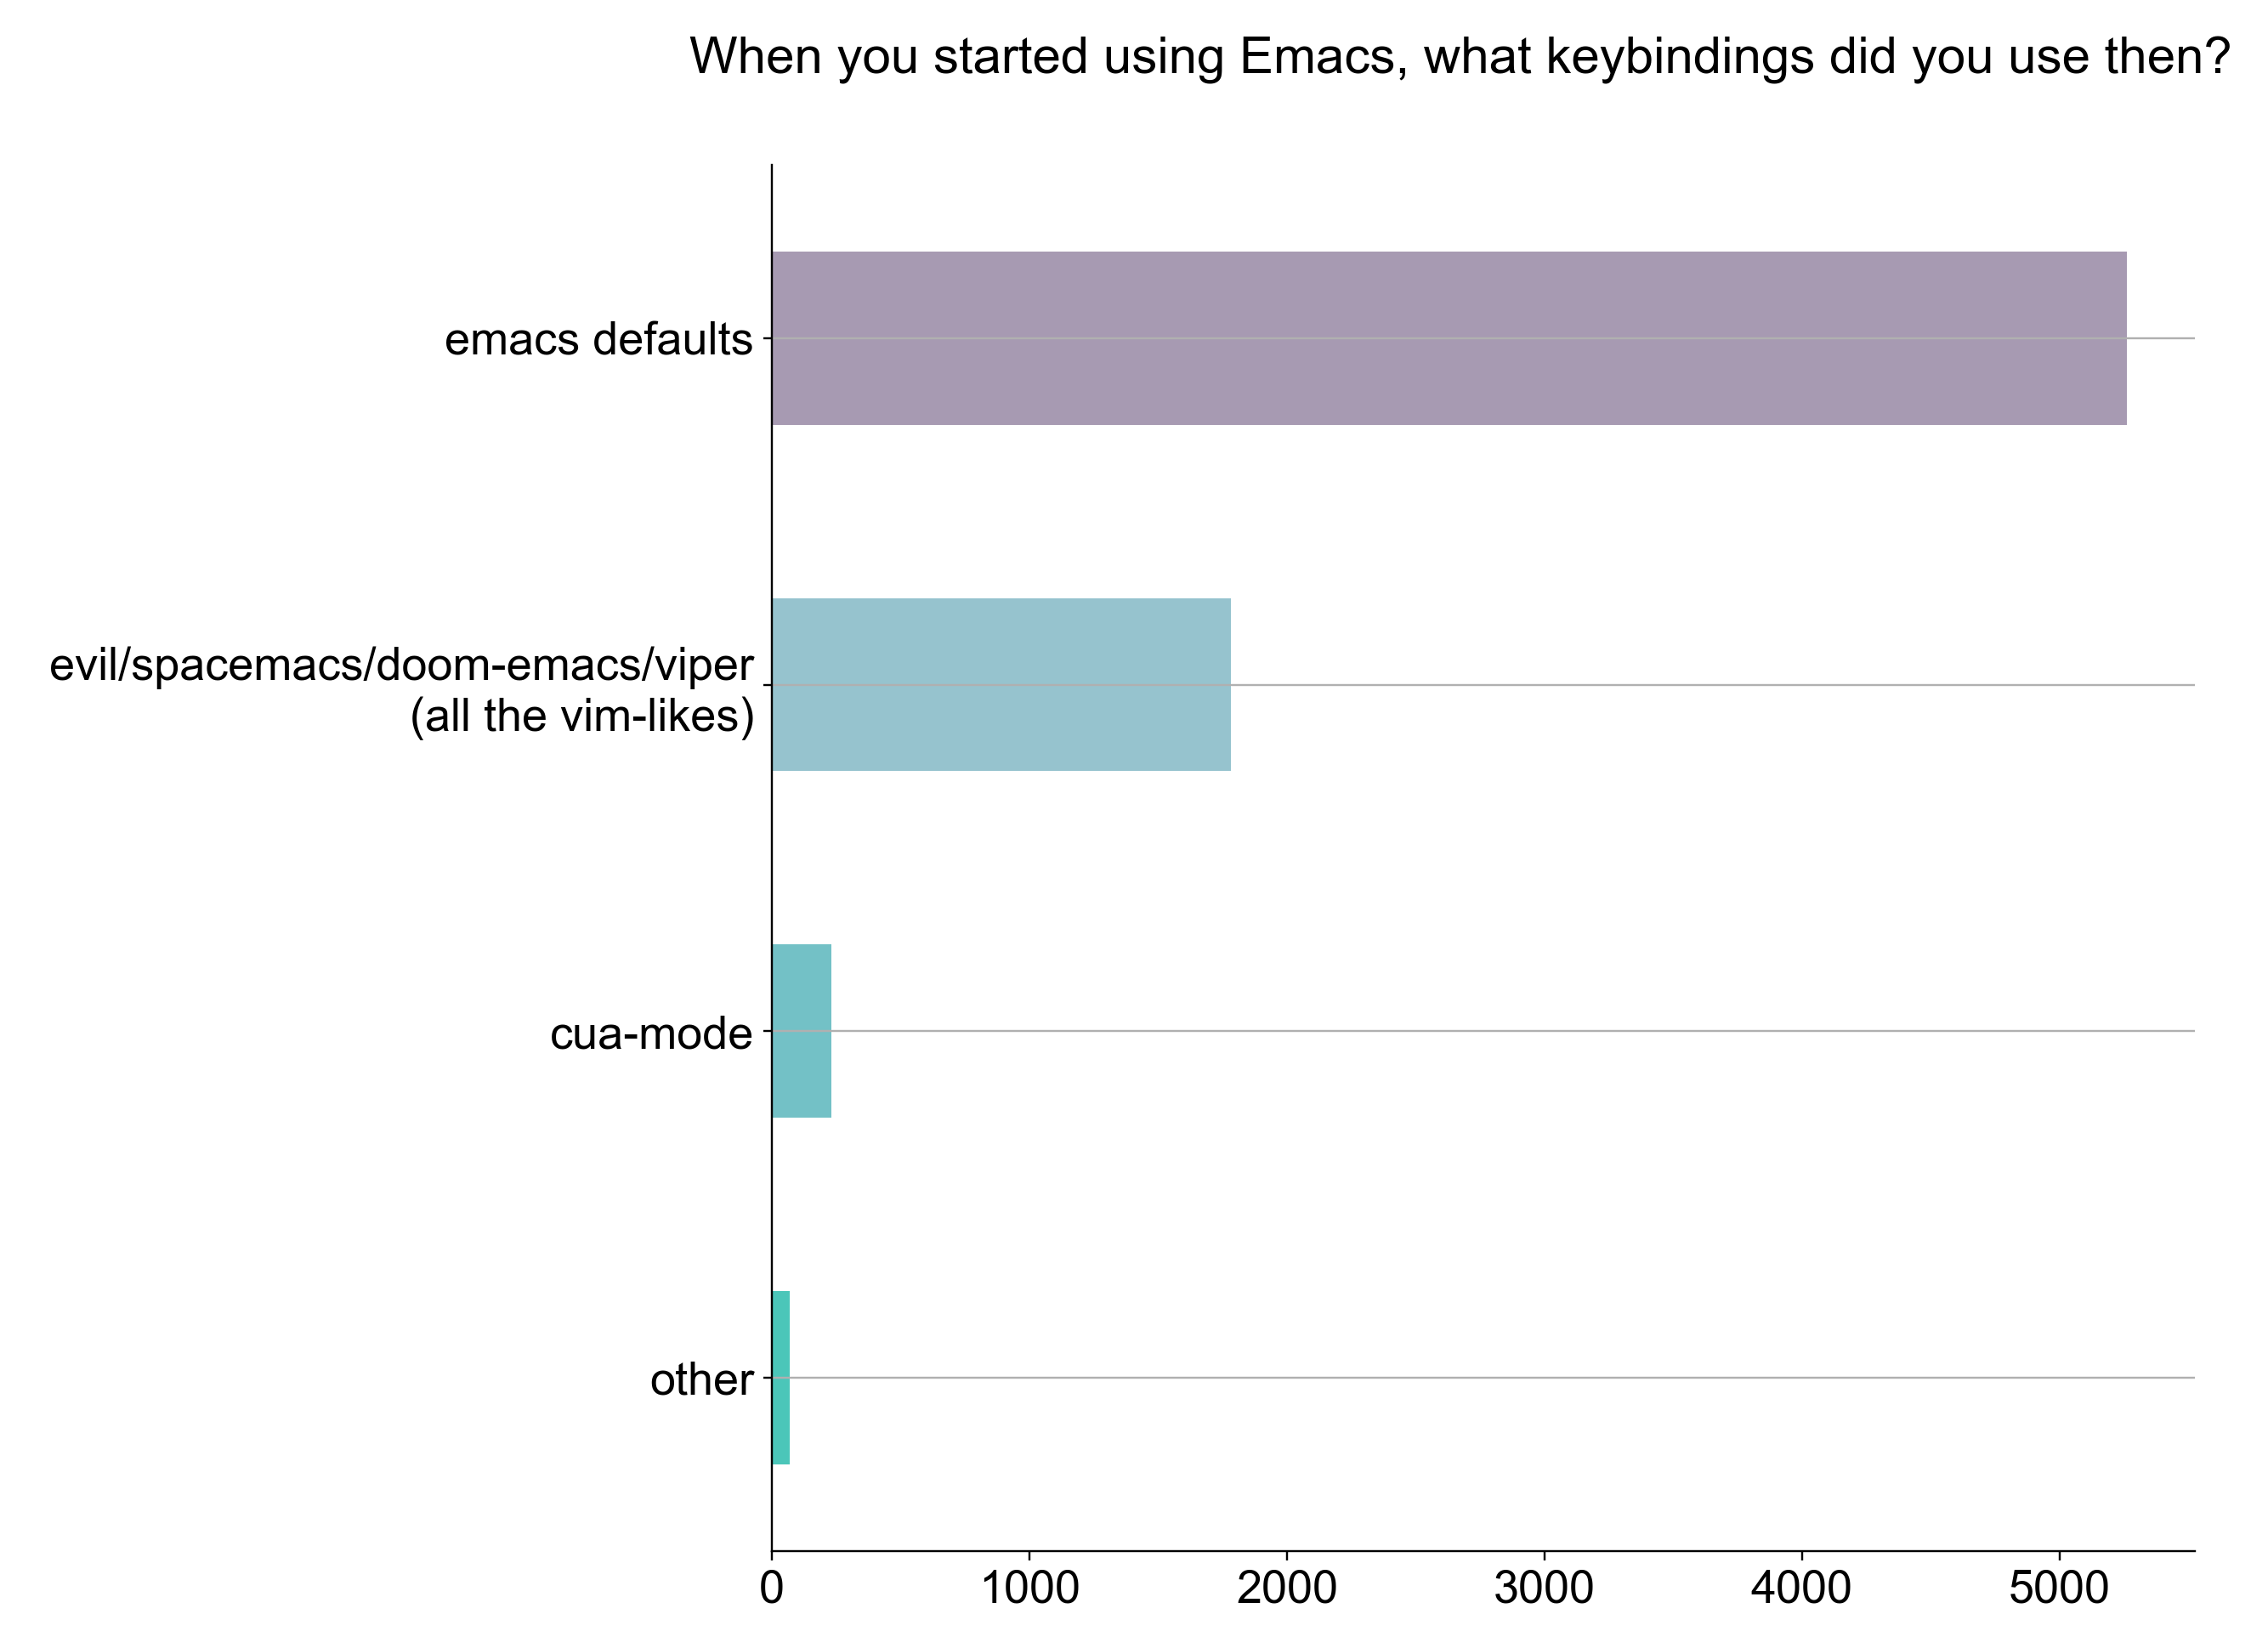 When you started using Emacs, what keybindings did you use then?
emacs defaults
evil/spacemacs/doom-emacs/viper
(all the vim-likes)
cua-mode
other
0 1000 2000 3000 4000 5000